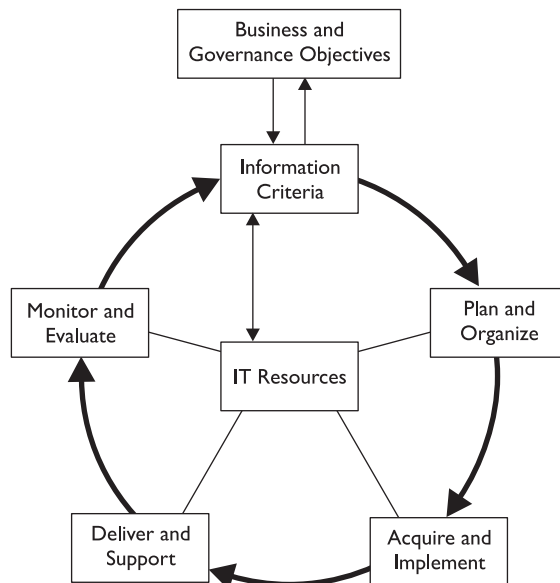 Business and
Governance Objectives
Information
Criteria
Monitor and
Evaluate
Plan and
Organize
IT Resources
Deliver and
Support
Acquire and
Implement